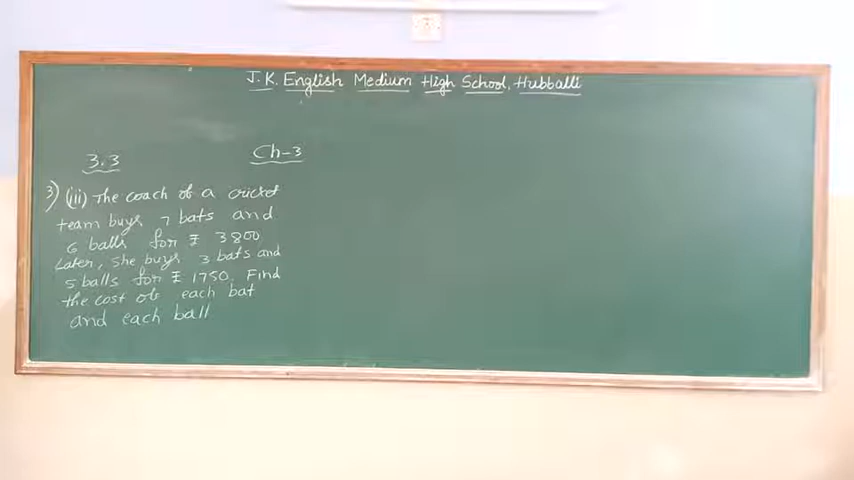 J.K. English Medium High School, Hubballi
3.3 Ch-3
3) (iii) The coach of a cricket
team buys 7 bats and
6 balls for ₹ 3800
Later, she buys 3 bats and
5 balls for ₹ 1750. Find
the cost of each bat
and each ball